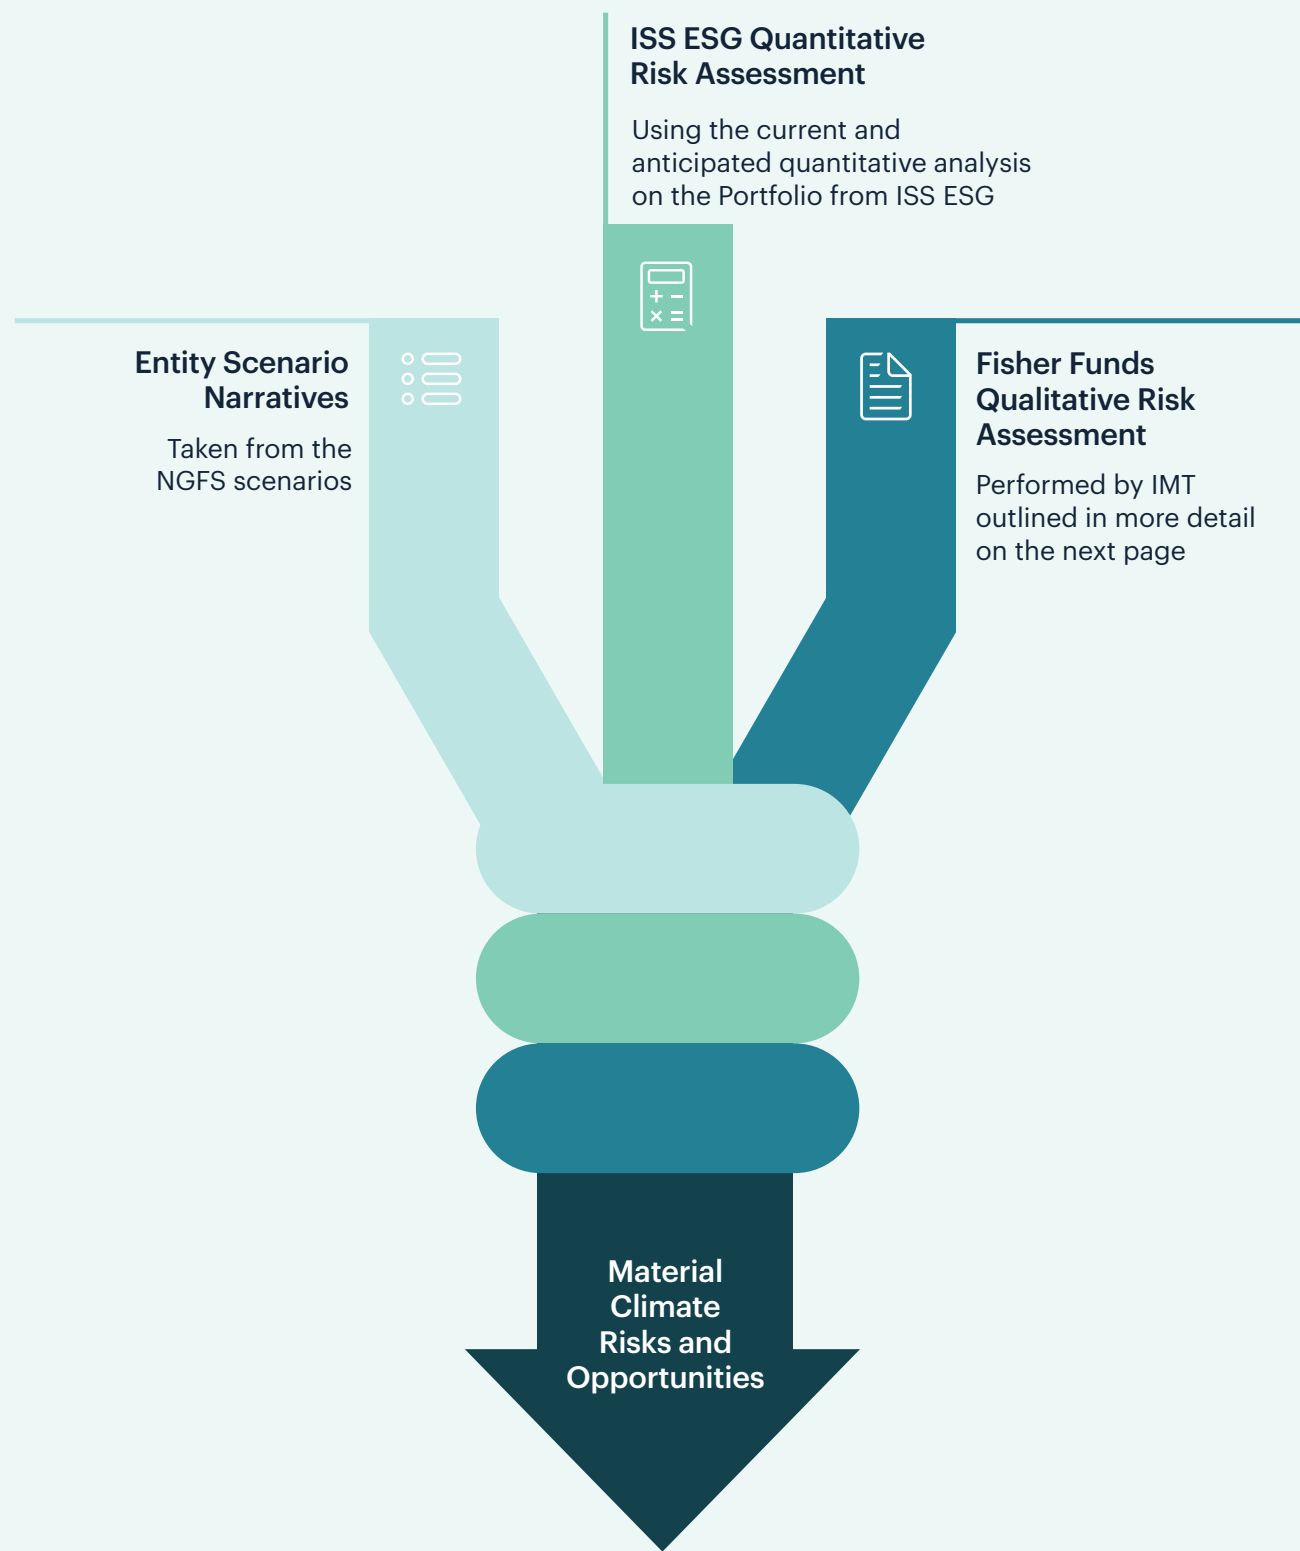 ISS ESG Quantitative
Risk Assessment
Using the current and
anticipated quantitative analysis
on the Portfolio from ISS ESG
Entity Scenario
Narratives
Taken from the
NGFS scenarios
Fisher Funds
Qualitative Risk
Assessment
Performed by IMT
outlined in more detail
on the next page
Material
Climate
Risks and
Opportunities